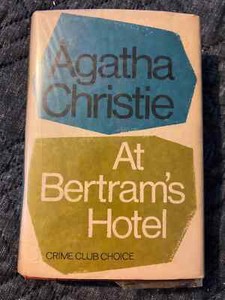 Agatha
Christie
At
Bertram's
Hotel
CRIME CLUB CHOICE